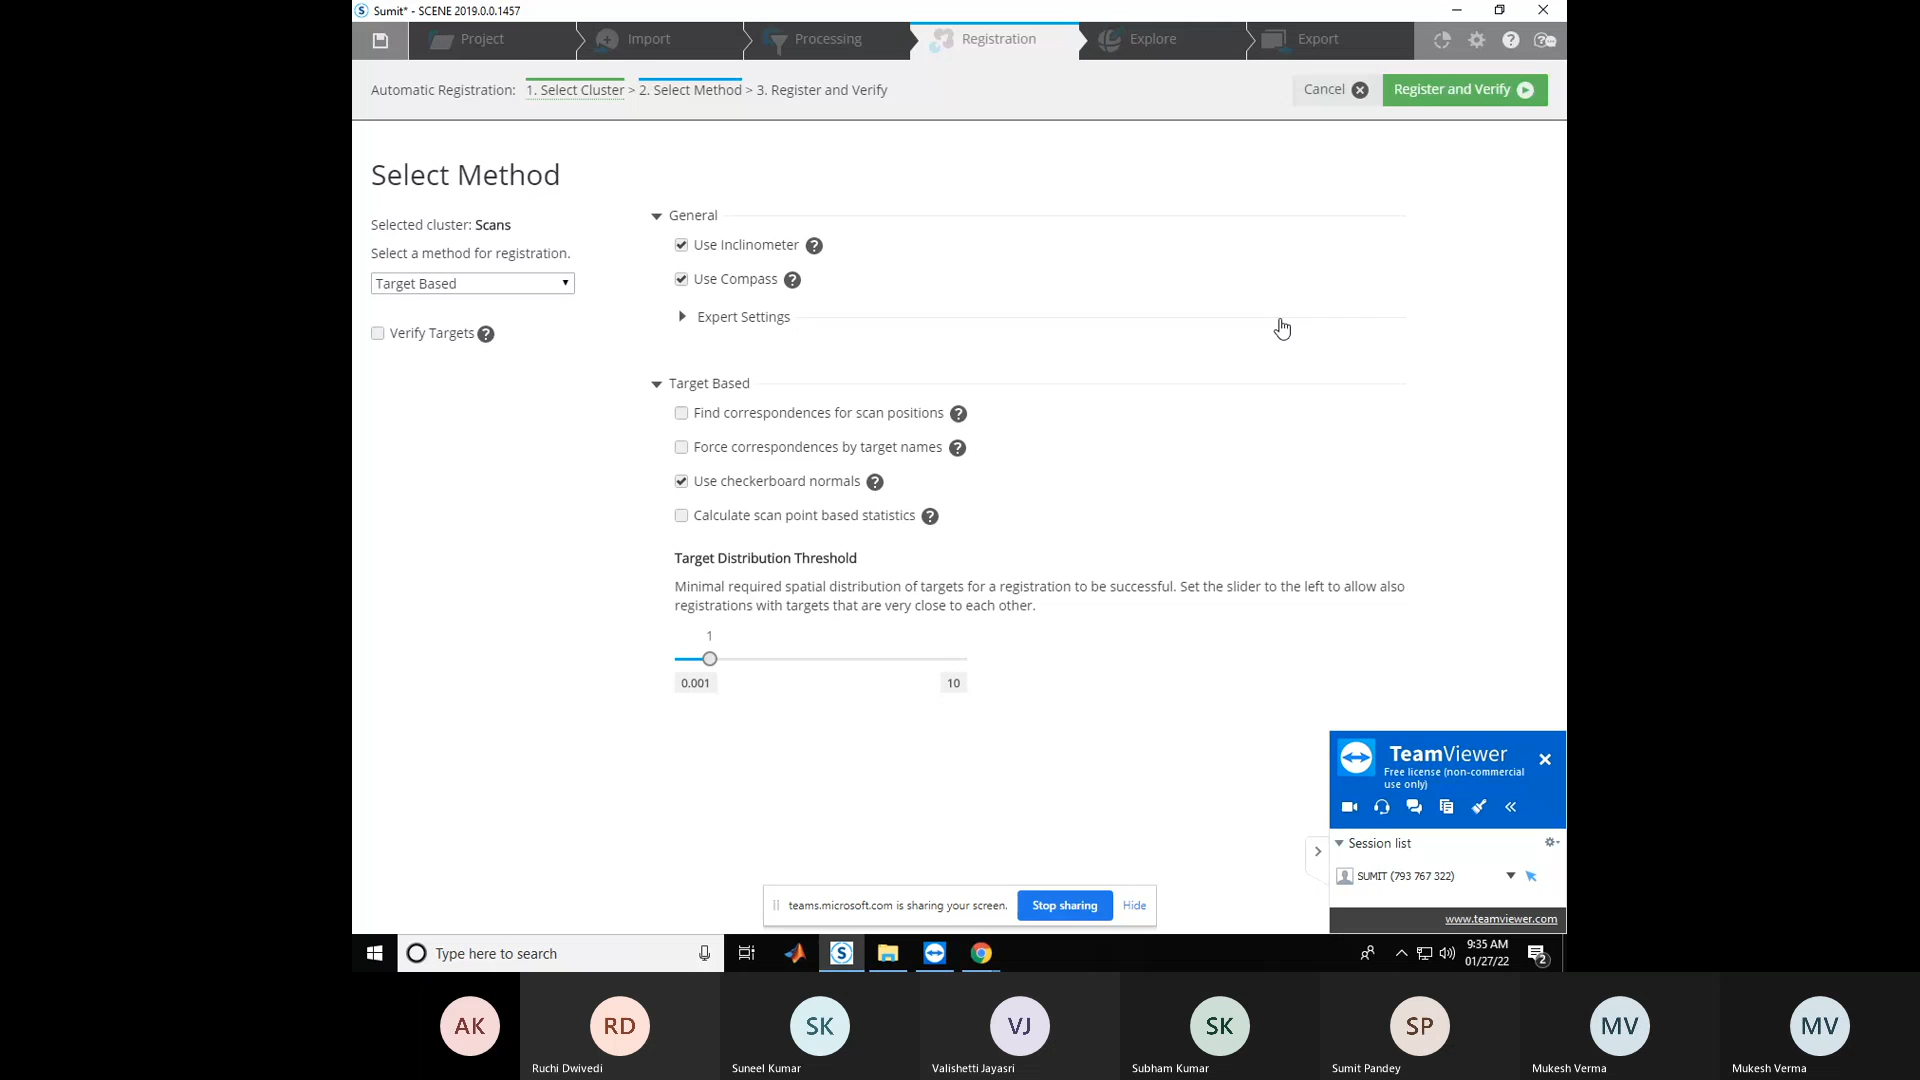 Sumit* - SCENE 2019.0.0.1457
Project
Import
Processing
Registration
Explore
Export
Automatic Registration: 1. Select Cluster > 2. Select Method > 3. Register and Verify
Cancel
Register and Verify
Select Method
Selected cluster: Scans
Select a method for registration.
Target Based
Verify Targets
General
Use Inclinometer
Use Compass
Expert Settings
Target Based
Find correspondences for scan positions
Force correspondences by target names
Use checkerboard normals
Calculate scan point based statistics
Target Distribution Threshold
Minimal required spatial distribution of targets for a registration to be successful. Set the slider to the left to allow also
registrations with targets that are very close to each other.
1
0.001
10
TeamViewer
Free license (non-commercial
use only)
Session list
SUMIT (793 767 322)
www.teamviewer.com
teams.microsoft.com is sharing your screen.
Stop sharing
Hide
Type here to search
9:35 AM
01/27/22
2
AK
RD
SK
VJ
SK
SP
MV
MV
Ruchi Dwivedi
Suneel Kumar
Valishetti Jayasri
Subham Kumar
Sumit Pandey
Mukesh Verma
Mukesh Verma